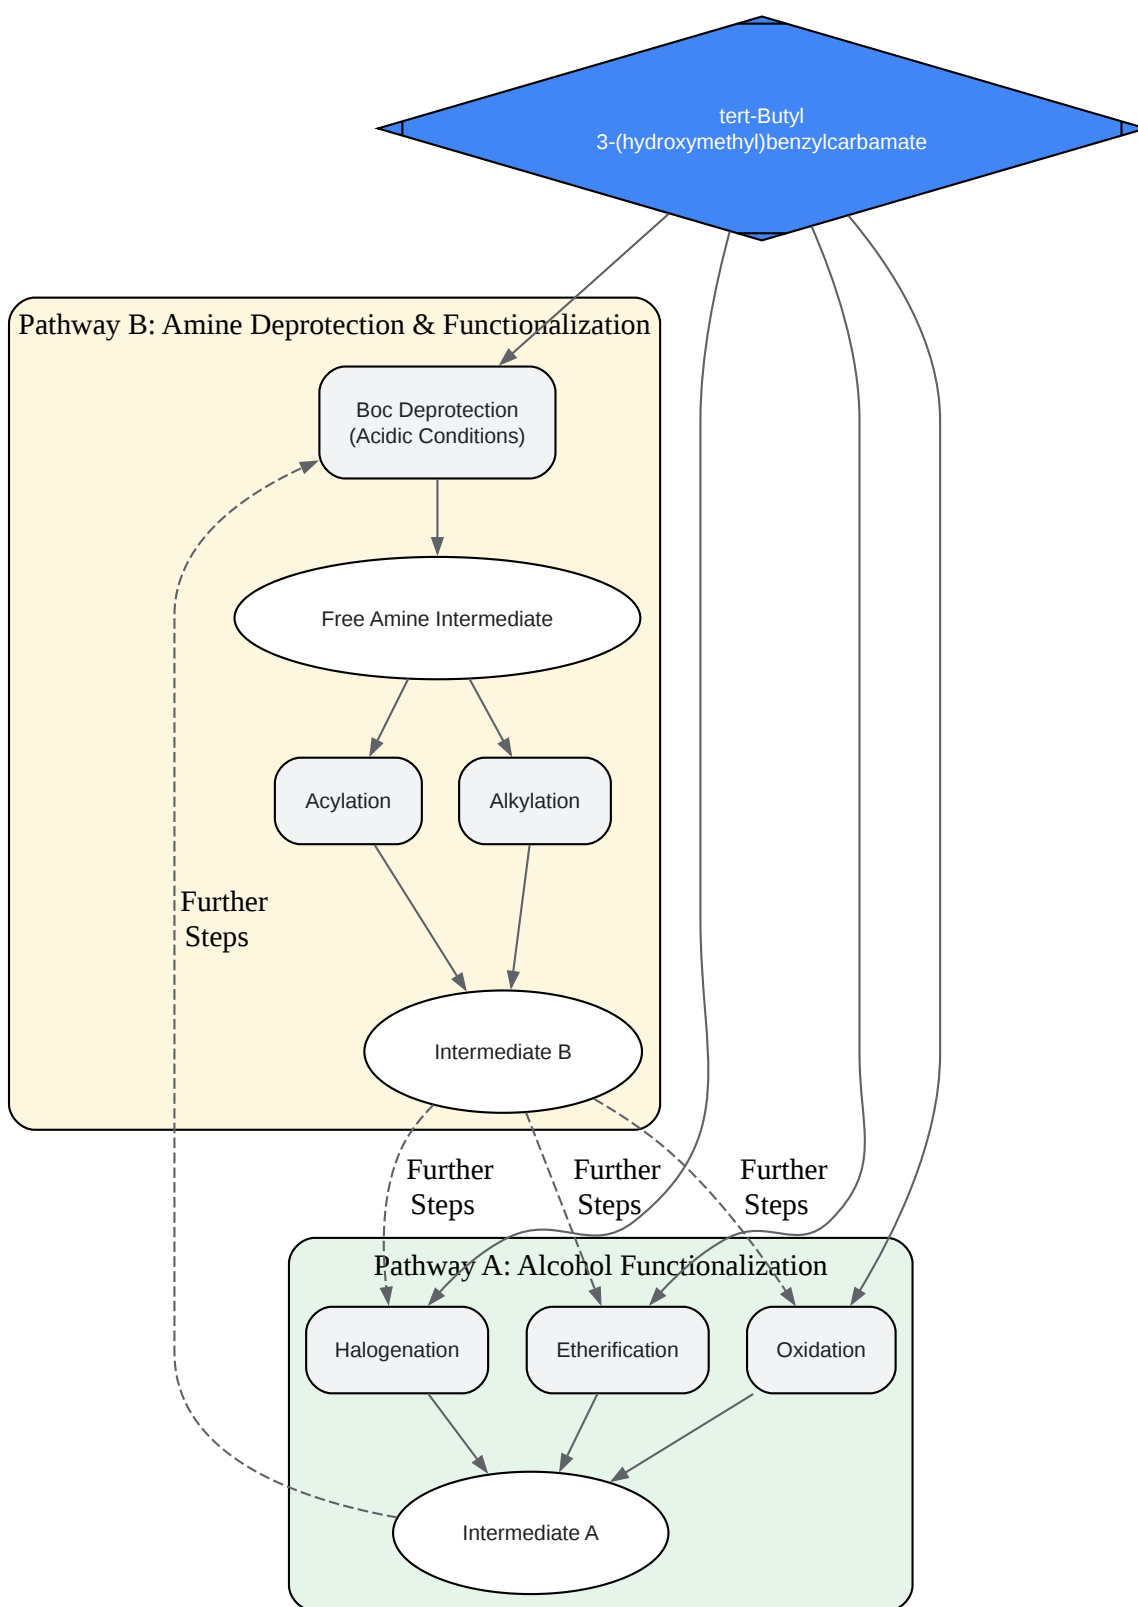 tert-Butyl
3-(hydroxymethyl)benzylcarbamate
Pathway B: Amine Deprotection & Functionalization
Boc Deprotection
(Acidic Conditions)
Free Amine Intermediate
Acylation
Alkylation
Further
Steps
Intermediate B
Further
Steps
Further
Steps
Further
Steps
Pathway A: Alcohol Functionalization
Halogenation
Etherification
Oxidation
Intermediate A